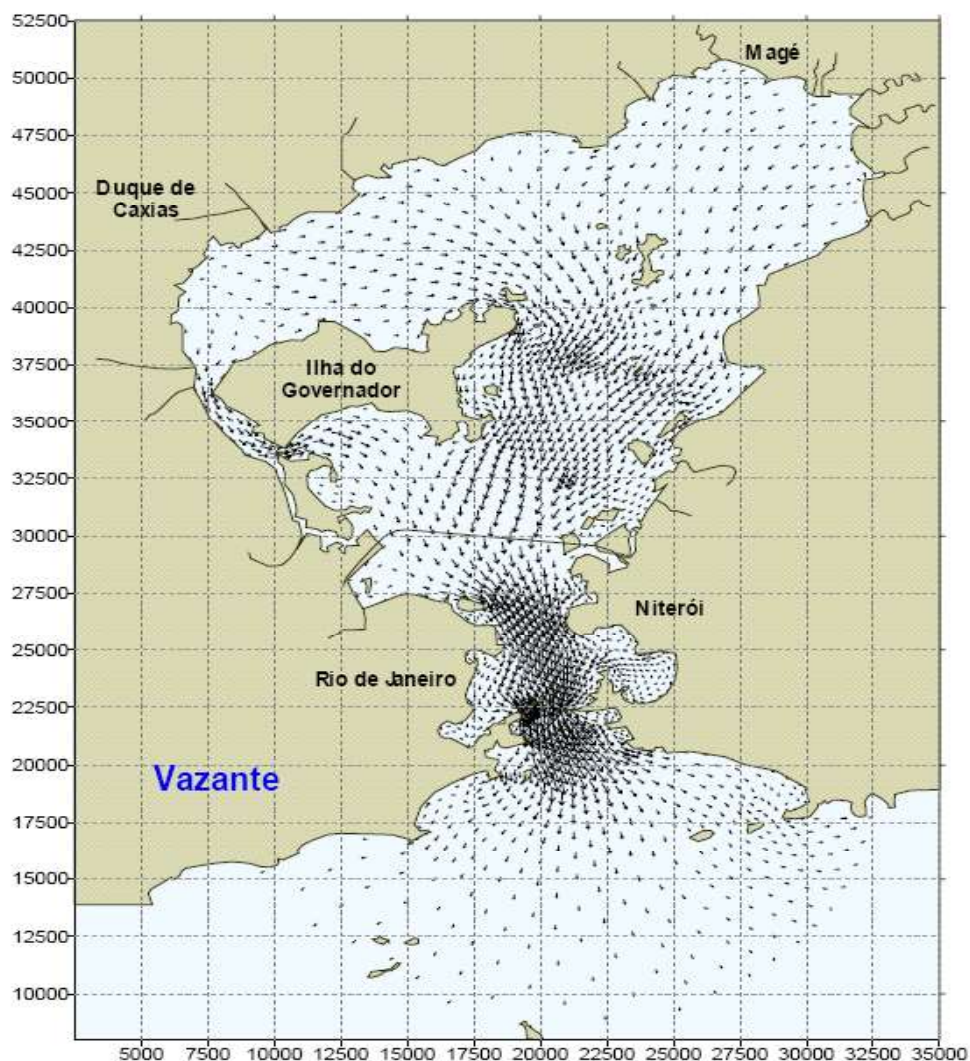 52500
50000
47500
45000
42500
40000
37500
35000
32500
30000
27500
25000
22500
20000
17500
15000
12500
10000
Magé
Duque de
Caxias
Ilha do
Governador
Niterói
Rio de Janeiro
Vazante
5000 7500 10000 12500 15000 17500 20000 22500 25000 27500 30000 32500 35000